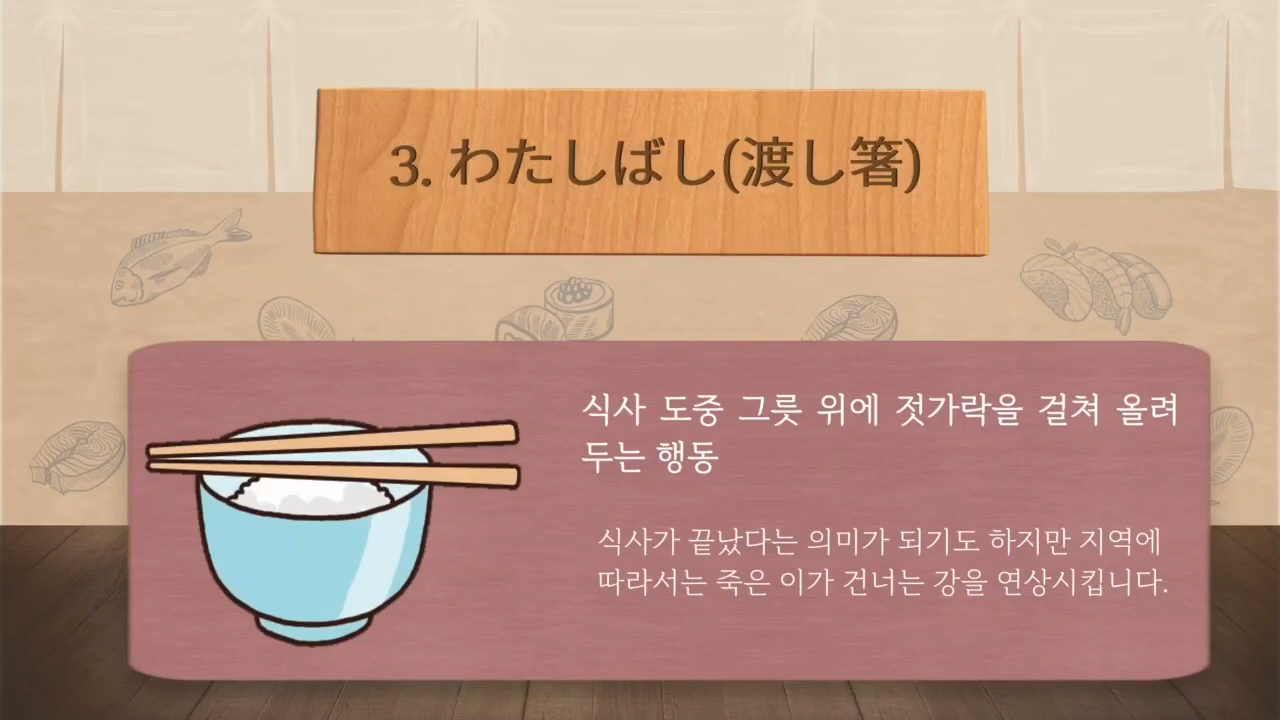 3. わたしばし(渡し箸)
식사 도중 그릇 위에 젓가락을 걸쳐 올려
두는 행동
식사가 끝났다는 의미가 되기도 하지만 지역에
따라서는 죽은 이가 건너는 강을 연상시킵니다.